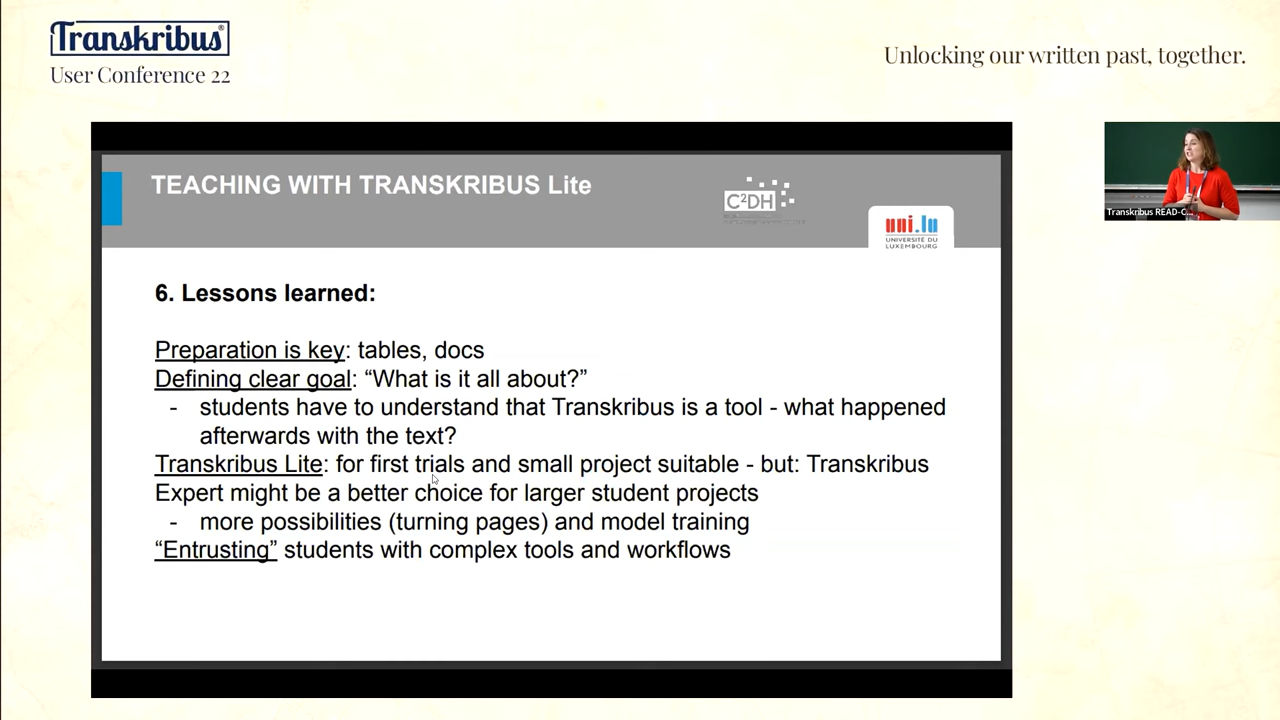 Transkribus®
User Conference 22
Unlocking our written past, together.
TEACHING WITH TRANSKRIBUS Lite
C²DH
uni.lu
UNIVERSITÉ DU
LUXEMBOURG
6. Lessons learned:
Preparation is key: tables, docs
Defining clear goal: “What is it all about?”
- students have to understand that Transkribus is a tool - what happened
afterwards with the text?
Transkribus Lite: for first trials and small project suitable - but: Transkribus
Expert might be a better choice for larger student projects
- more possibilities (turning pages) and model training
“Entrusting” students with complex tools and workflows
Transkribus READ-C...